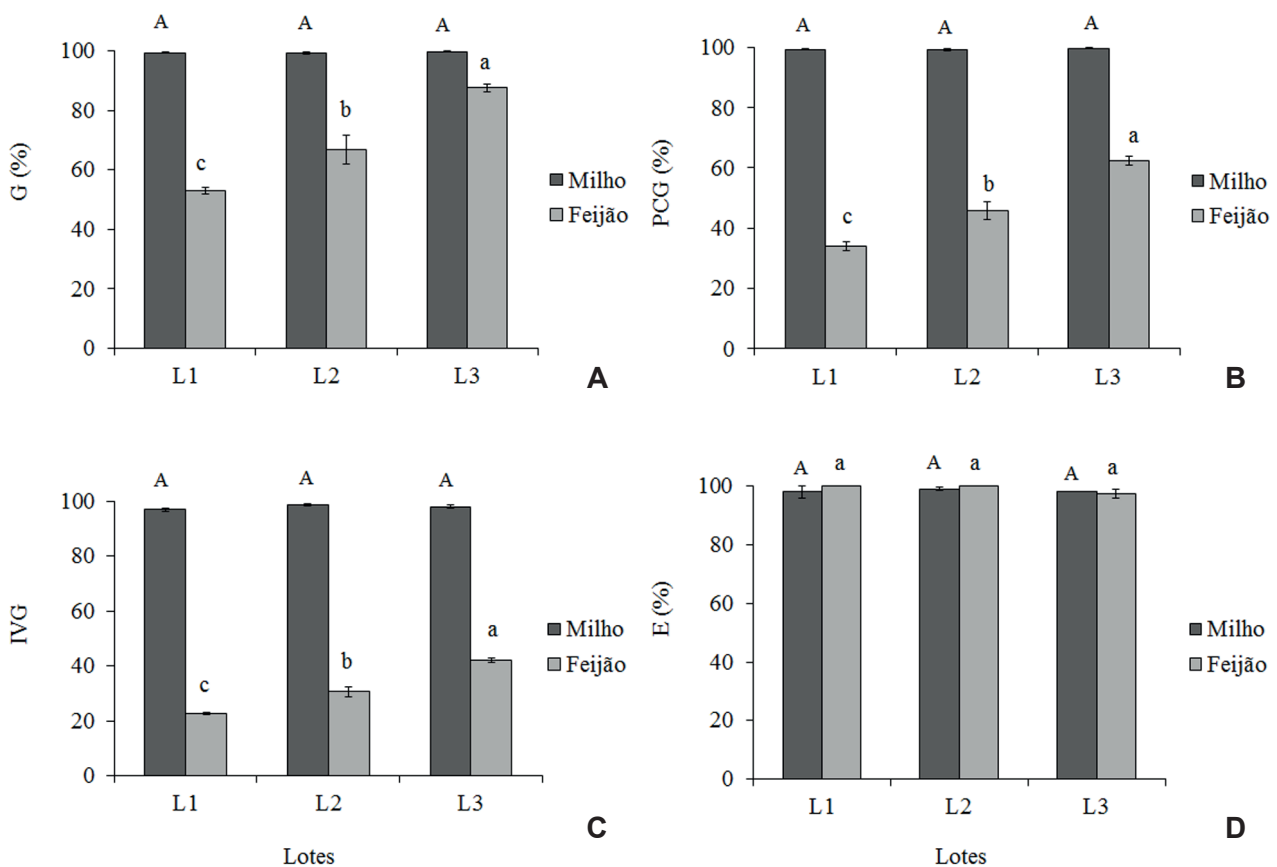 A A A
100
80
60
40
20
0
G (%)
c
b
a
Milho
Feijão
L1 L2 L3
A
A A A
100
80
60
40
20
0
PCG (%)
c
b
a
Milho
Feijão
L1 L2 L3
B
A A A
100
80
60
40
20
0
IVG
c
b
a
Milho
Feijão
L1 L2 L3
Lotes
C
A a A a A a
100
80
60
40
20
0
E (%)
Milho
Feijão
L1 L2 L3
Lotes
D